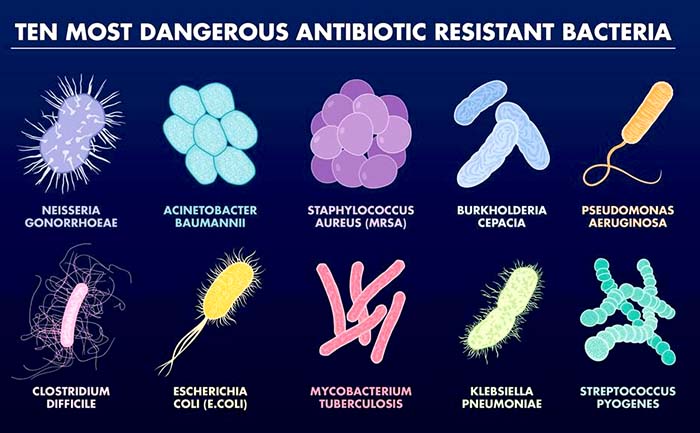 TEN MOST DANGEROUS ANTIBIOTIC RESISTANT BACTERIA
NEISSERIA
GONORRHOEAE
ACINETOBACTER
BAUMANNII
STAPHYLOCOCCUS
AUREUS (MRSA)
BURKHOLDERIA
CEPACIA
PSEUDOMONAS
AERUGINOSA
CLOSTRIDIUM
DIFFICILE
ESCHERICHIA
COLI (E.COLI)
MYCOBACTERIUM
TUBERCULOSIS
KLEBSIELLA
PNEUMONIAE
STREPTOCOCCUS
PYOGENES